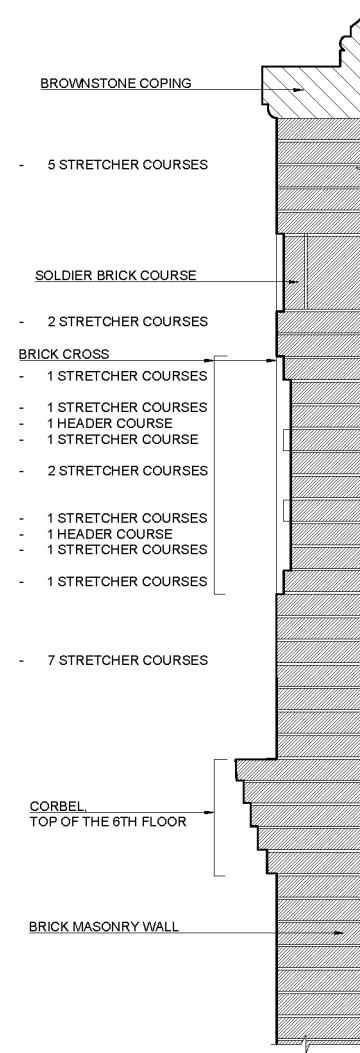 BROWNSTONE COPING
- 5 STRETCHER COURSES
SOLDIER BRICK COURSE
- 2 STRETCHER COURSES
BRICK CROSS
- 1 STRETCHER COURSES
- 1 STRETCHER COURSES
- 1 HEADER COURSE
- 1 STRETCHER COURSE
- 2 STRETCHER COURSES
- 1 STRETCHER COURSES
- 1 HEADER COURSE
- 1 STRETCHER COURSES
- 1 STRETCHER COURSES
- 7 STRETCHER COURSES
CORBEL,
TOP OF THE 6TH FLOOR
BRICK MASONRY WALL